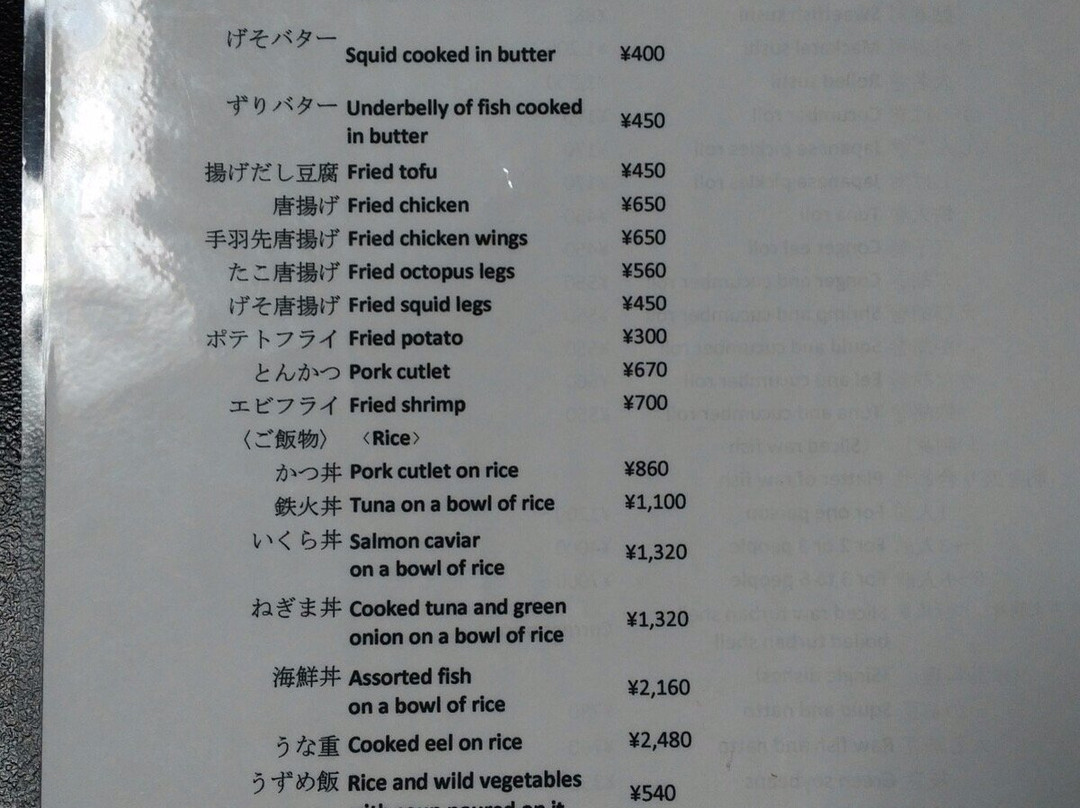 げそバター Squid cooked in butter ¥400
ずりバター Underbelly of fish cooked
in butter ¥450
揚げだし豆腐 Fried tofu ¥450
唐揚げ Fried chicken ¥650
手羽先唐揚げ Fried chicken wings ¥650
たこ唐揚げ Fried octopus legs ¥560
げそ唐揚げ Fried squid legs ¥450
ポテトフライ Fried potato ¥300
とんかつ Pork cutlet ¥670
エビフライ Fried shrimp ¥700
〈ご飯物〉 〈Rice〉
かつ丼 Pork cutlet on rice ¥860
鉄火丼 Tuna on a bowl of rice ¥1,100
いくら丼 Salmon caviar
on a bowl of rice ¥1,320
ねぎま丼 Cooked tuna and green
onion on a bowl of rice ¥1,320
海鮮丼 Assorted fish
on a bowl of rice ¥2,160
うな重 Cooked eel on rice ¥2,480
うずめ飯 Rice and wild vegetables ¥540
with soup poured on it